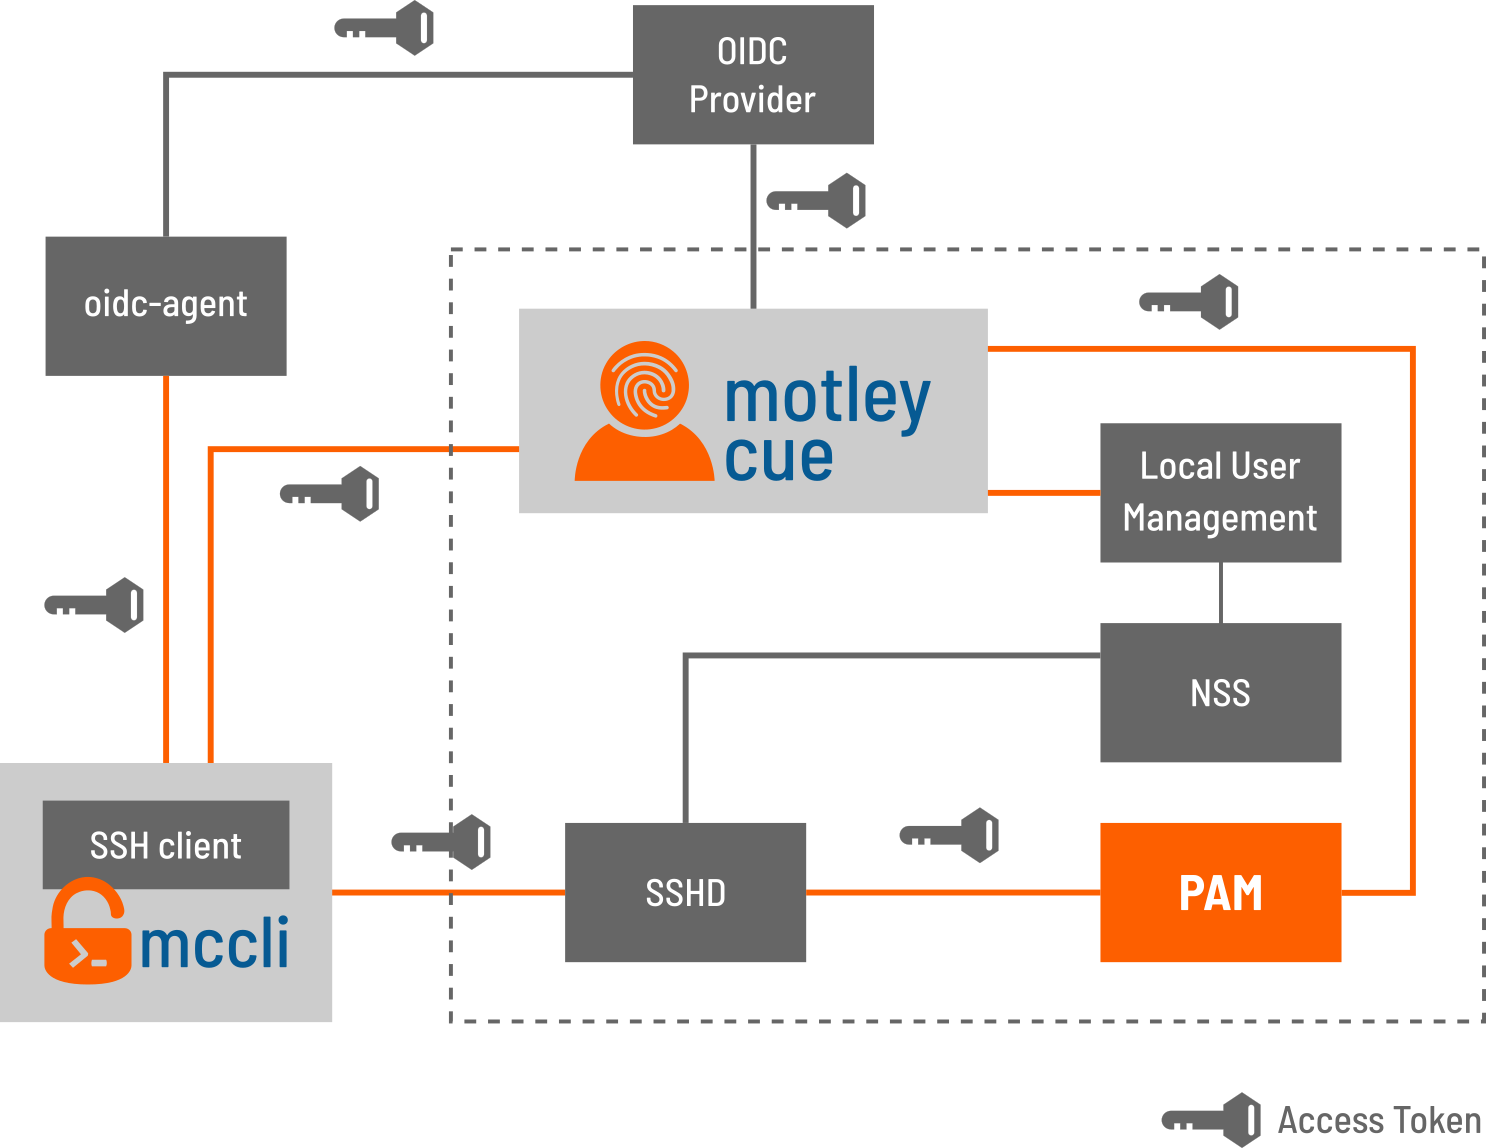 OIDC
Provider
oidc-agent
motley
cue
Local User
Management
NSS
SSH client
mccli
SSHD
PAM
Access Token